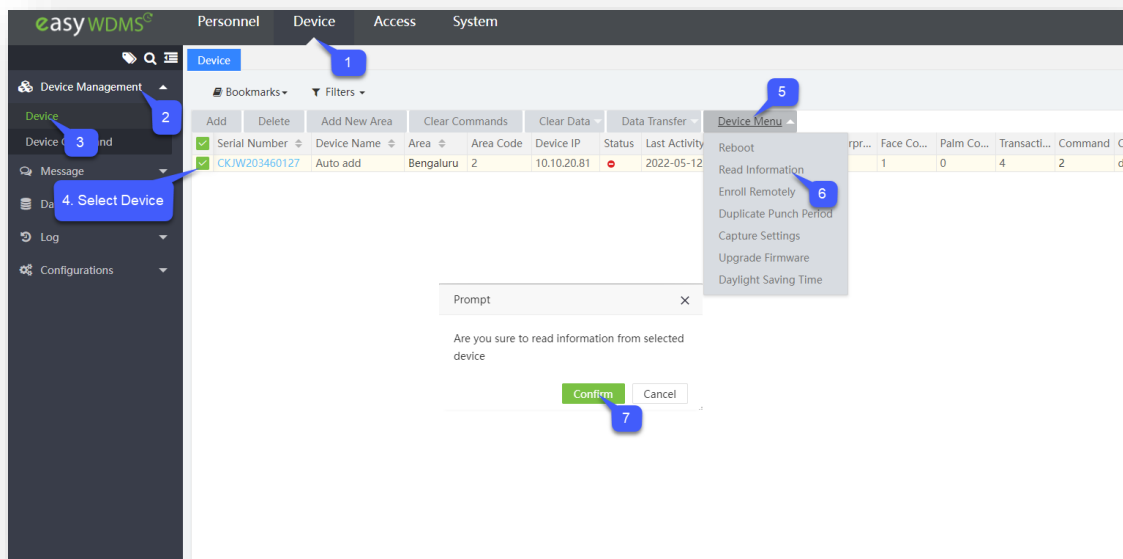 easy WDMS
Personnel Device Access System
Device
1
Device Management
Bookmarks Filters
5
2
Device
3
Add Delete Add New Area Clear Commands Clear Data Data Transfer Device Menu
Serial Number Device Name Area Area Code Device IP Status Last Activity rpr... Face Co... Palm Co... Transacti... Command
CKJW203460127 Auto add Bengaluru 2 10.10.20.81 2022-05-12 1 0 4 2
Message
4. Select Device
Log
Configurations
Reboot
Read Information
6
Enroll Remotely
Duplicate Punch Period
Capture Settings
Upgrade Firmware
Daylight Saving Time
Prompt
Are you sure to read information from selected
device
Confirm Cancel
7